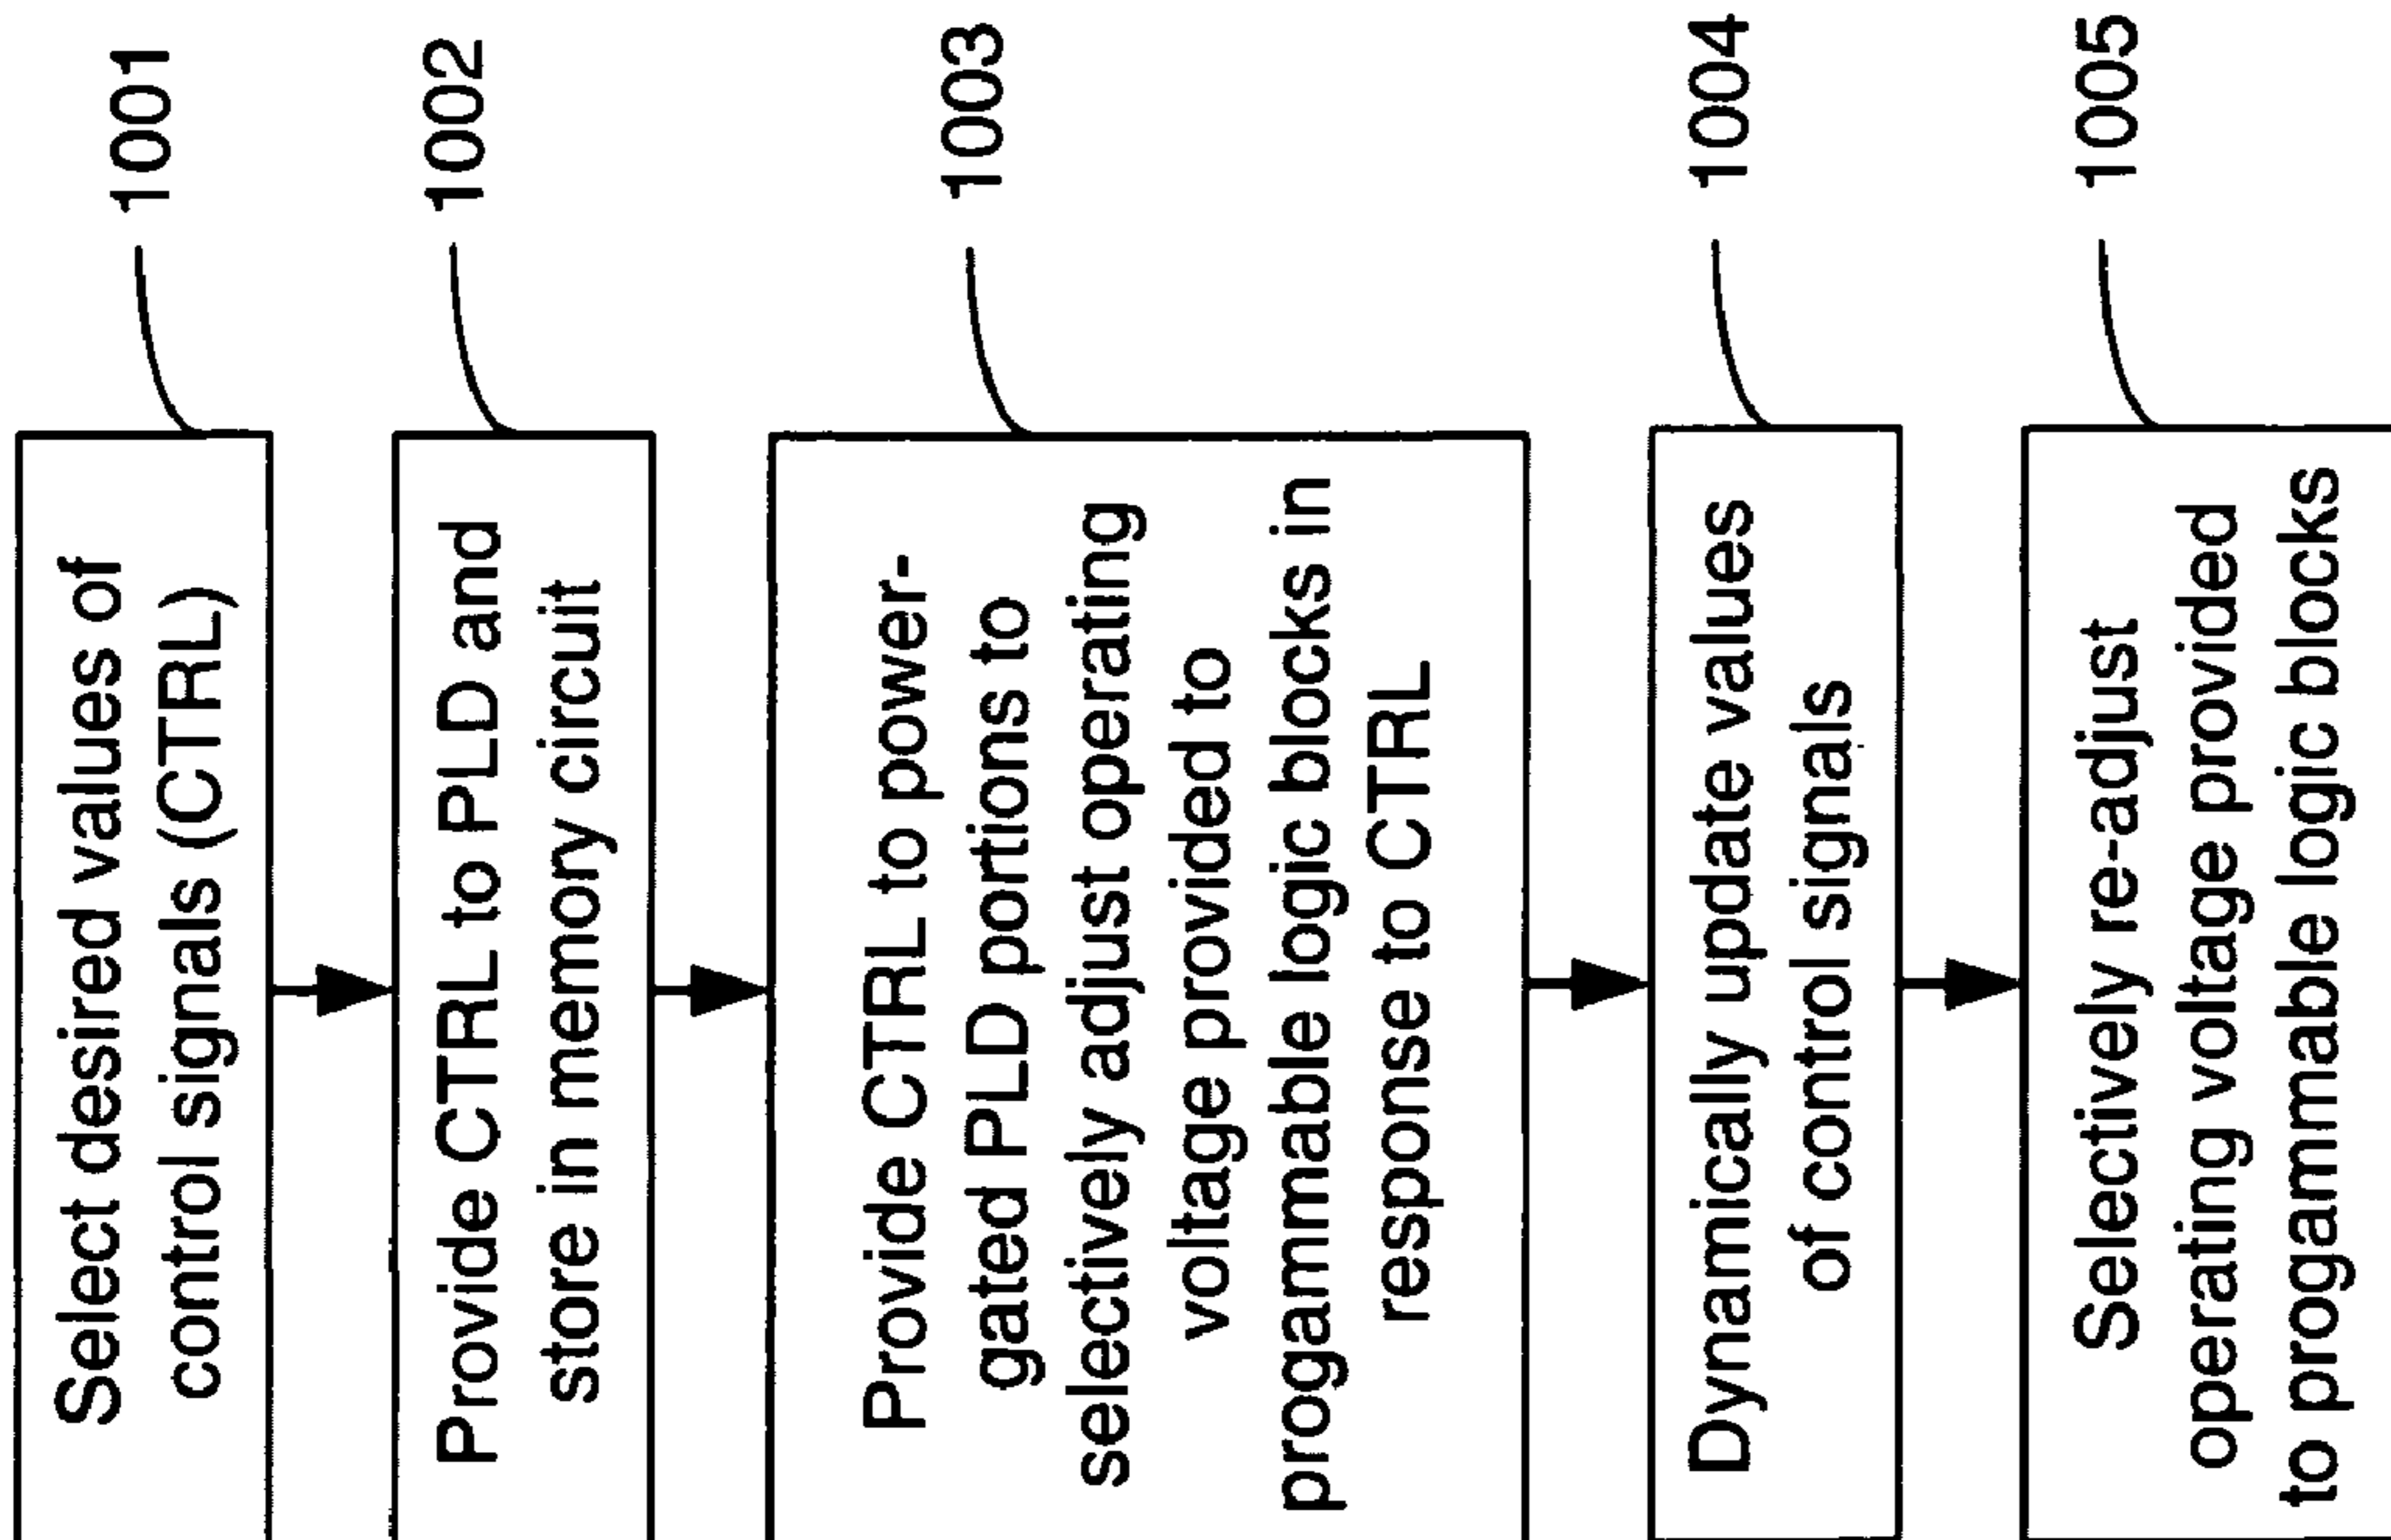 Select desired values of
control signals (CTRL)
1001
Provide CTRL to PLD and
store in memory circuit
1002
Provide CTRL to power-
gated PLD portions to
selectively adjust operating
voltage provided to
progammable logic blocks in
response to CTRL
1003
Dynamically update values
of control signals
1004
Selectively re-adjust
operating voltage provided
to progammable logic blocks
1005